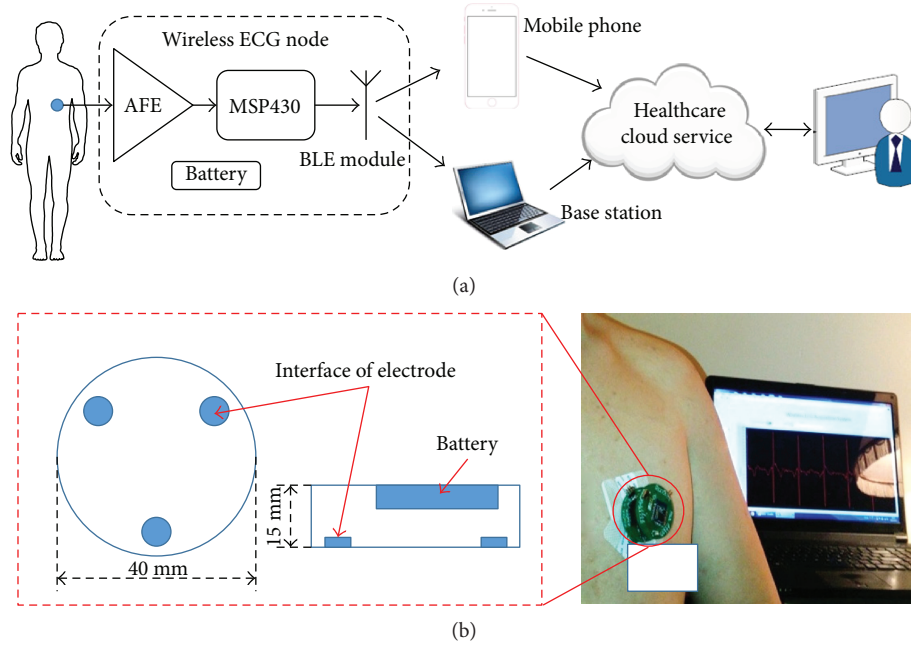 Wireless ECG node
AFE
MSP430
BLE module
Battery
Mobile phone
Base station
Healthcare
cloud service
(a)
Interface of electrode
Battery
15 mm
40 mm
(b)